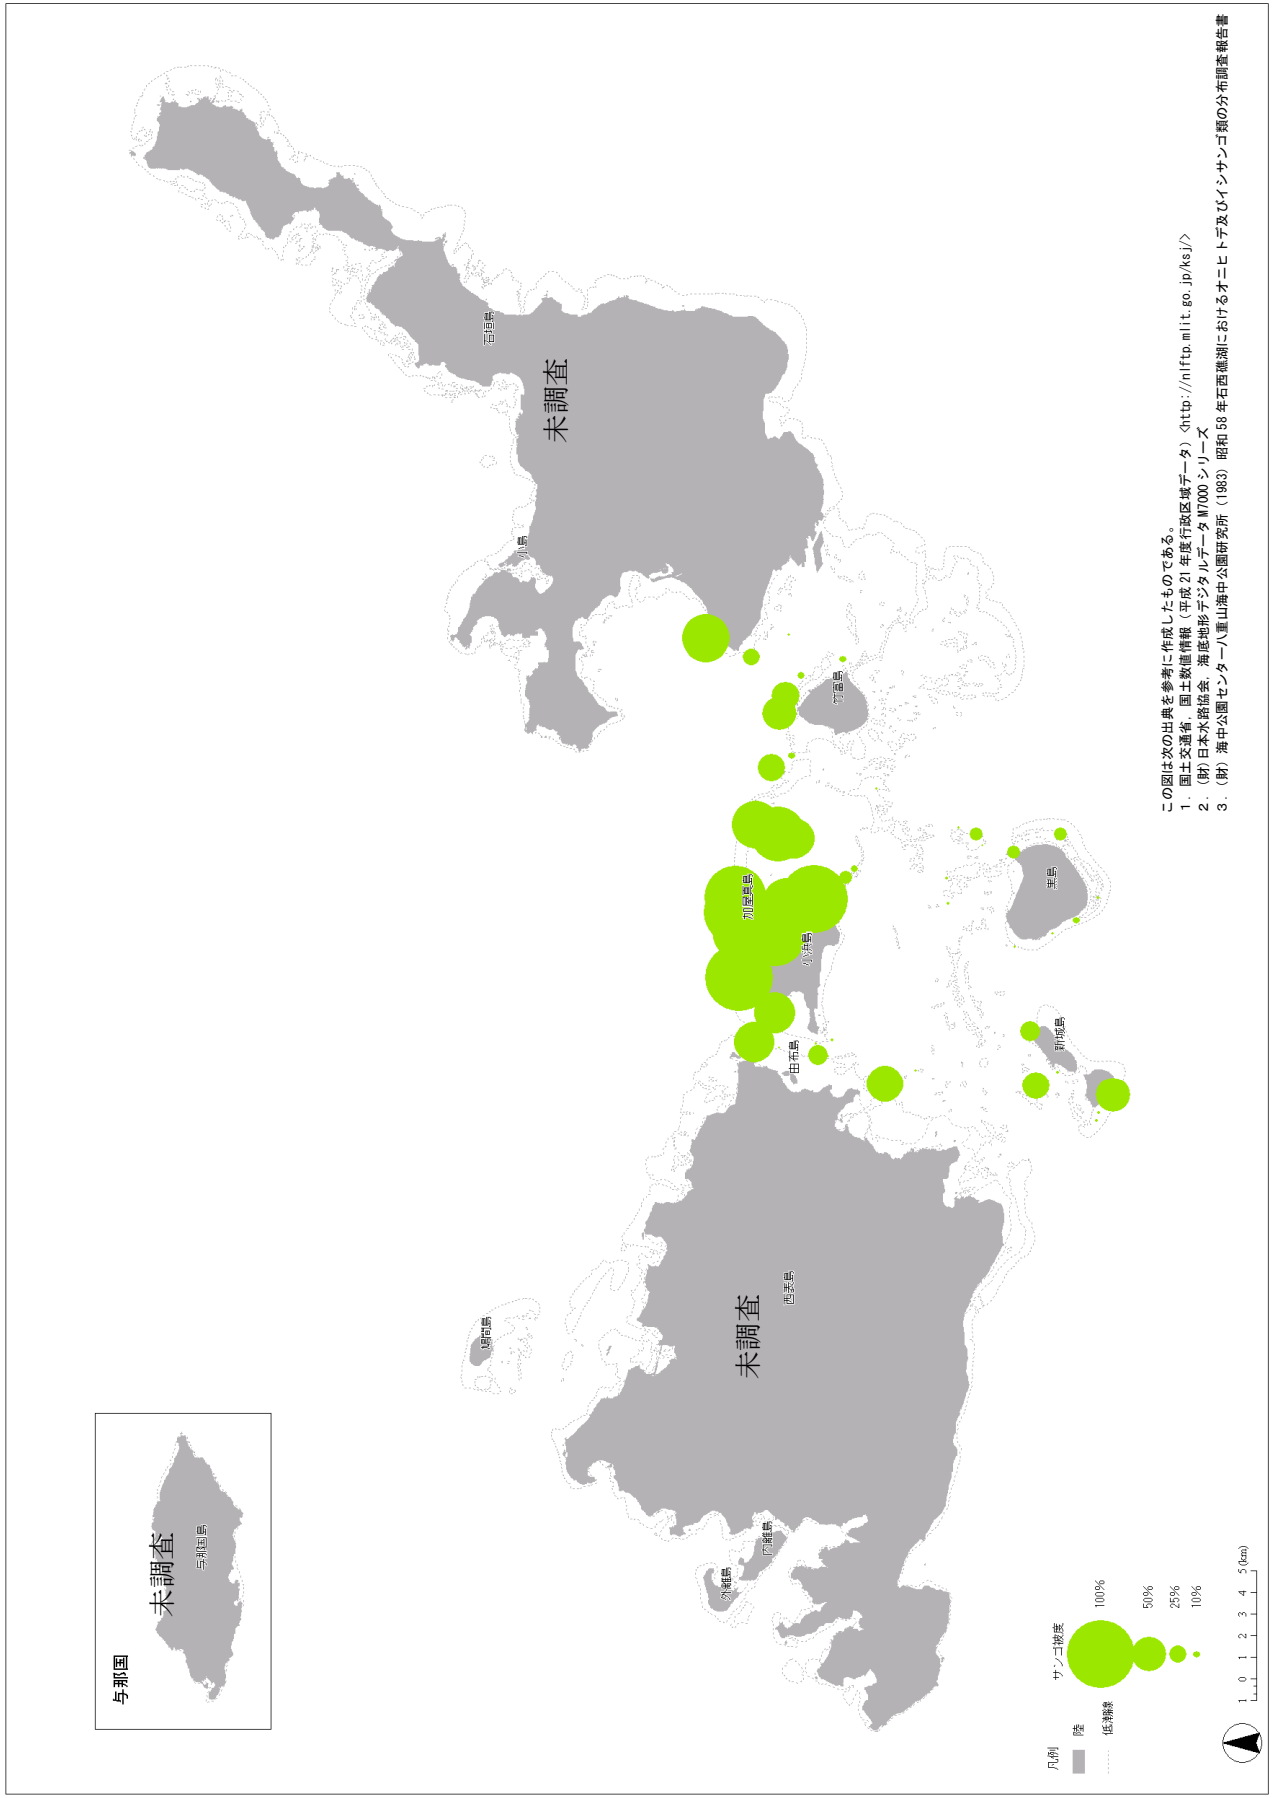 与那国
未調査
与那国島
鳩間島
未調査
西表島
外離島
内離島
由布島
小浜島
加屋真島
新城島
黒島
竹富島
小島
石垣島
未調査
この図は次の出典を参考に作成したものである。
1. 国土交通省, 国土数値情報 (平成 21 年度行政区域データ) <http://nlftp.mlit.go.jp/ksj/>
2. (財)日本水路協会, 海底地形デジタルデータ M7000 シリーズ
3. (財) 海中公園センター八重山海中公園研究所 (1983) 昭和 58 年石西礁湖におけるオニヒトデ及びイシサンゴ類の分布調査報告書
凡例
陸
低潮線
サンゴ被度
100%
50%
25%
10%
1 0 1 2 3 4 5 (km)